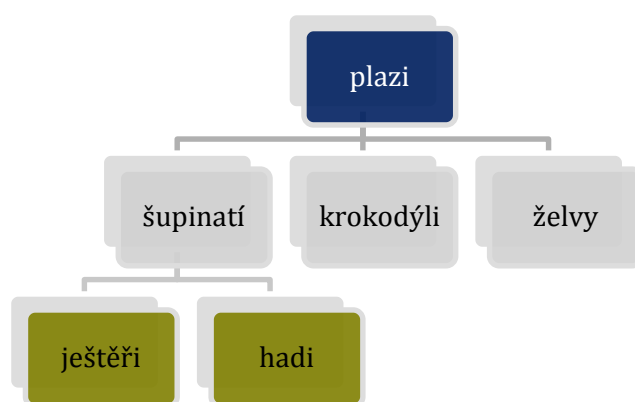 plazi
šupinatí
krokodýli
želvy
ještěři
hadi